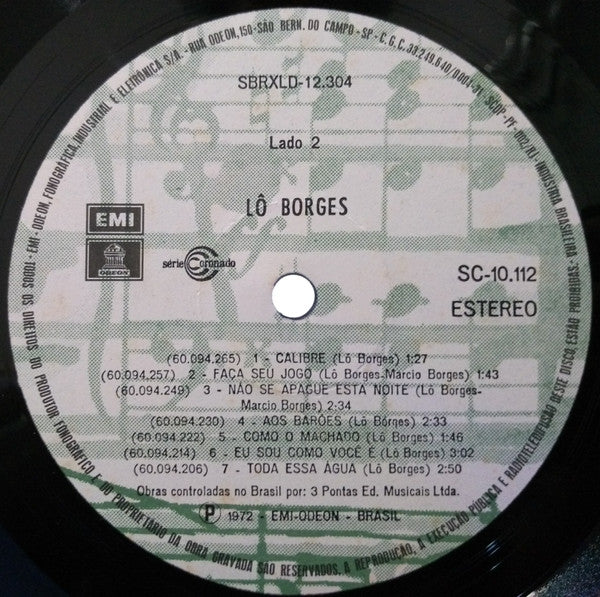 SBRXLD-12.304
Lado 2
LÔ BORGES
EMI
ODEON
série Coronado
SC-10.112
ESTEREO
(60.094.265) 1 - CALIBRE (Lô Borges) 1:27
(60.094.257) 2 - FAÇA SEU JOGO (Lô Borges-Marcio Borges) 1:43
(60.094.249) 3 - NÃO SE APAGUE ESTA NOITE (Lô Borges-
Marcio Borges) 2:34
(60.094.230) 4 - AOS BARÕES (Lô Borges) 2:33
(60.094.222) 5 - COMO O MACHADO (Lô Borges) 1:46
(60.094.214) 6 - EU SOU COMO VOCÊ É (Lô Borges) 3:02
(60.094.206) 7 - TODA ESSA ÁGUA (Lô Borges) 2:50
Obras controladas no Brasil por: 3 Pontas Ed. Musicais Ltda.
Ⓟ 1972 - EMI-ODEON - BRASIL
EMI-ODEON, FONOGRÁFICA, INDUSTRIAL E ELETRÔNICA S/A. - RUA ODEON, 150 - SÃO BERN. DO CAMPO - SP - C.G.C. 33.249.640/ - INDÚSTRIA BRASILEIRA - TODOS OS DIREITOS DO PRODUTOR FONOGRÁFICO, E DO PROPRIETÁRIO DA OBRA GRAVADA SÃO RESERVADOS. A REPRODUÇÃO, A EXECUÇÃO PÚBLICA E RADIOTELEDIFUSÃO DESTE DISCO, ESTÃO PROIBIDAS.